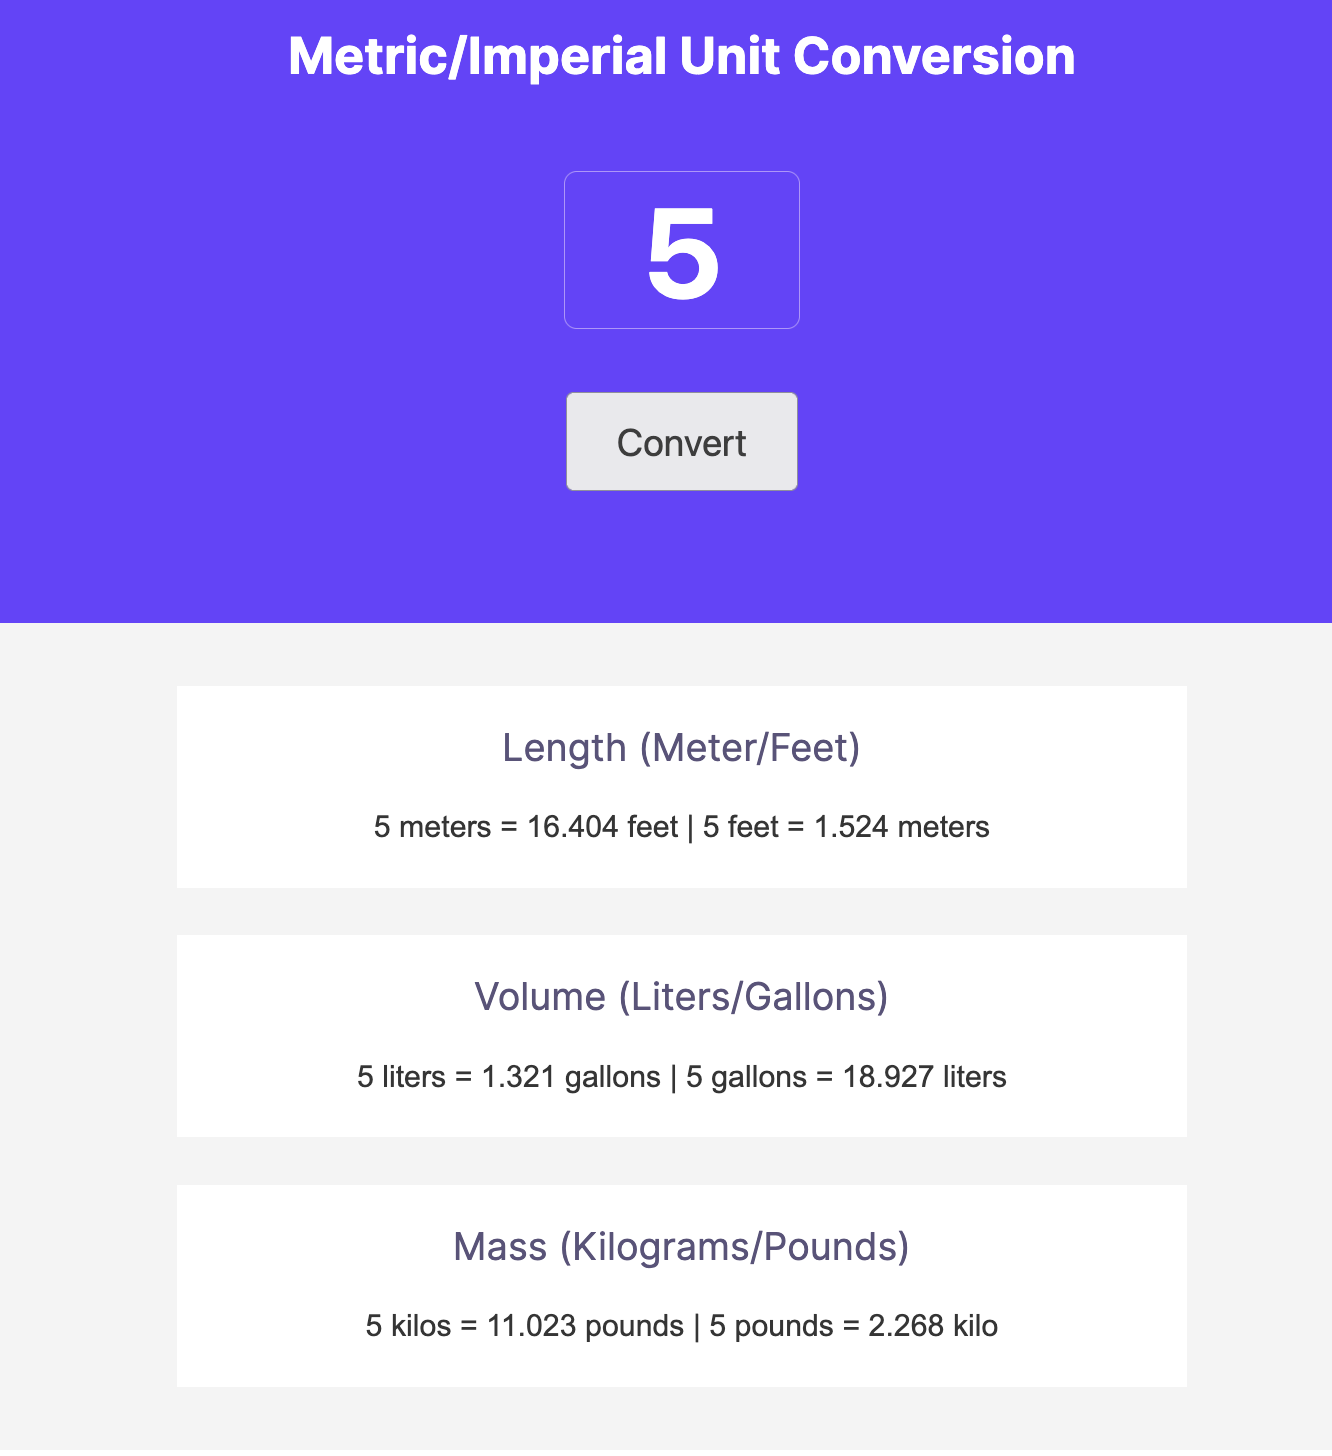 Metric/Imperial Unit Conversion
5
Convert
Length (Meter/Feet)
5 meters = 16.404 feet | 5 feet = 1.524 meters
Volume (Liters/Gallons)
5 liters = 1.321 gallons | 5 gallons = 18.927 liters
Mass (Kilograms/Pounds)
5 kilos = 11.023 pounds | 5 pounds = 2.268 kilo